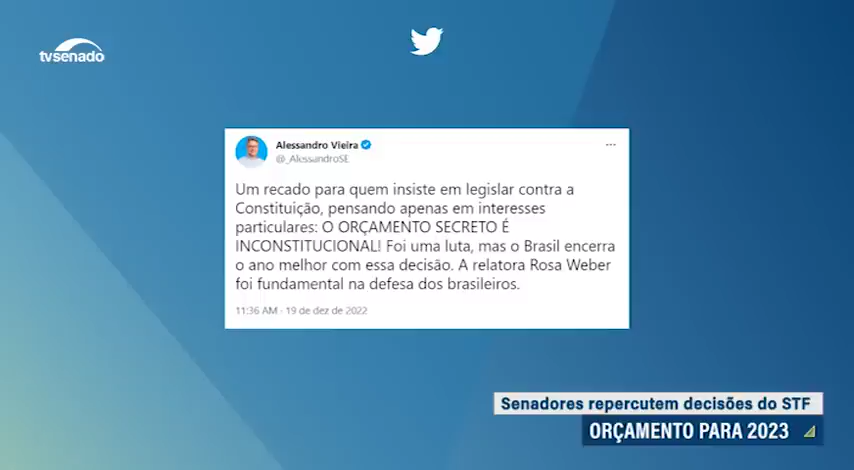 tvsenado
Alessandro Vieira
@_AlessandroSE
Um recado para quem insiste em legislar contra a
Constituição, pensando apenas em interesses
particulares: O ORÇAMENTO SECRETO É
INCONSTITUCIONAL! Foi uma luta, mas o Brasil encerra
o ano melhor com essa decisão. A relatora Rosa Weber
foi fundamental na defesa dos brasileiros.
11:36 AM · 19 de dez de 2022
Senadores repercutem decisões do STF
ORÇAMENTO PARA 2023